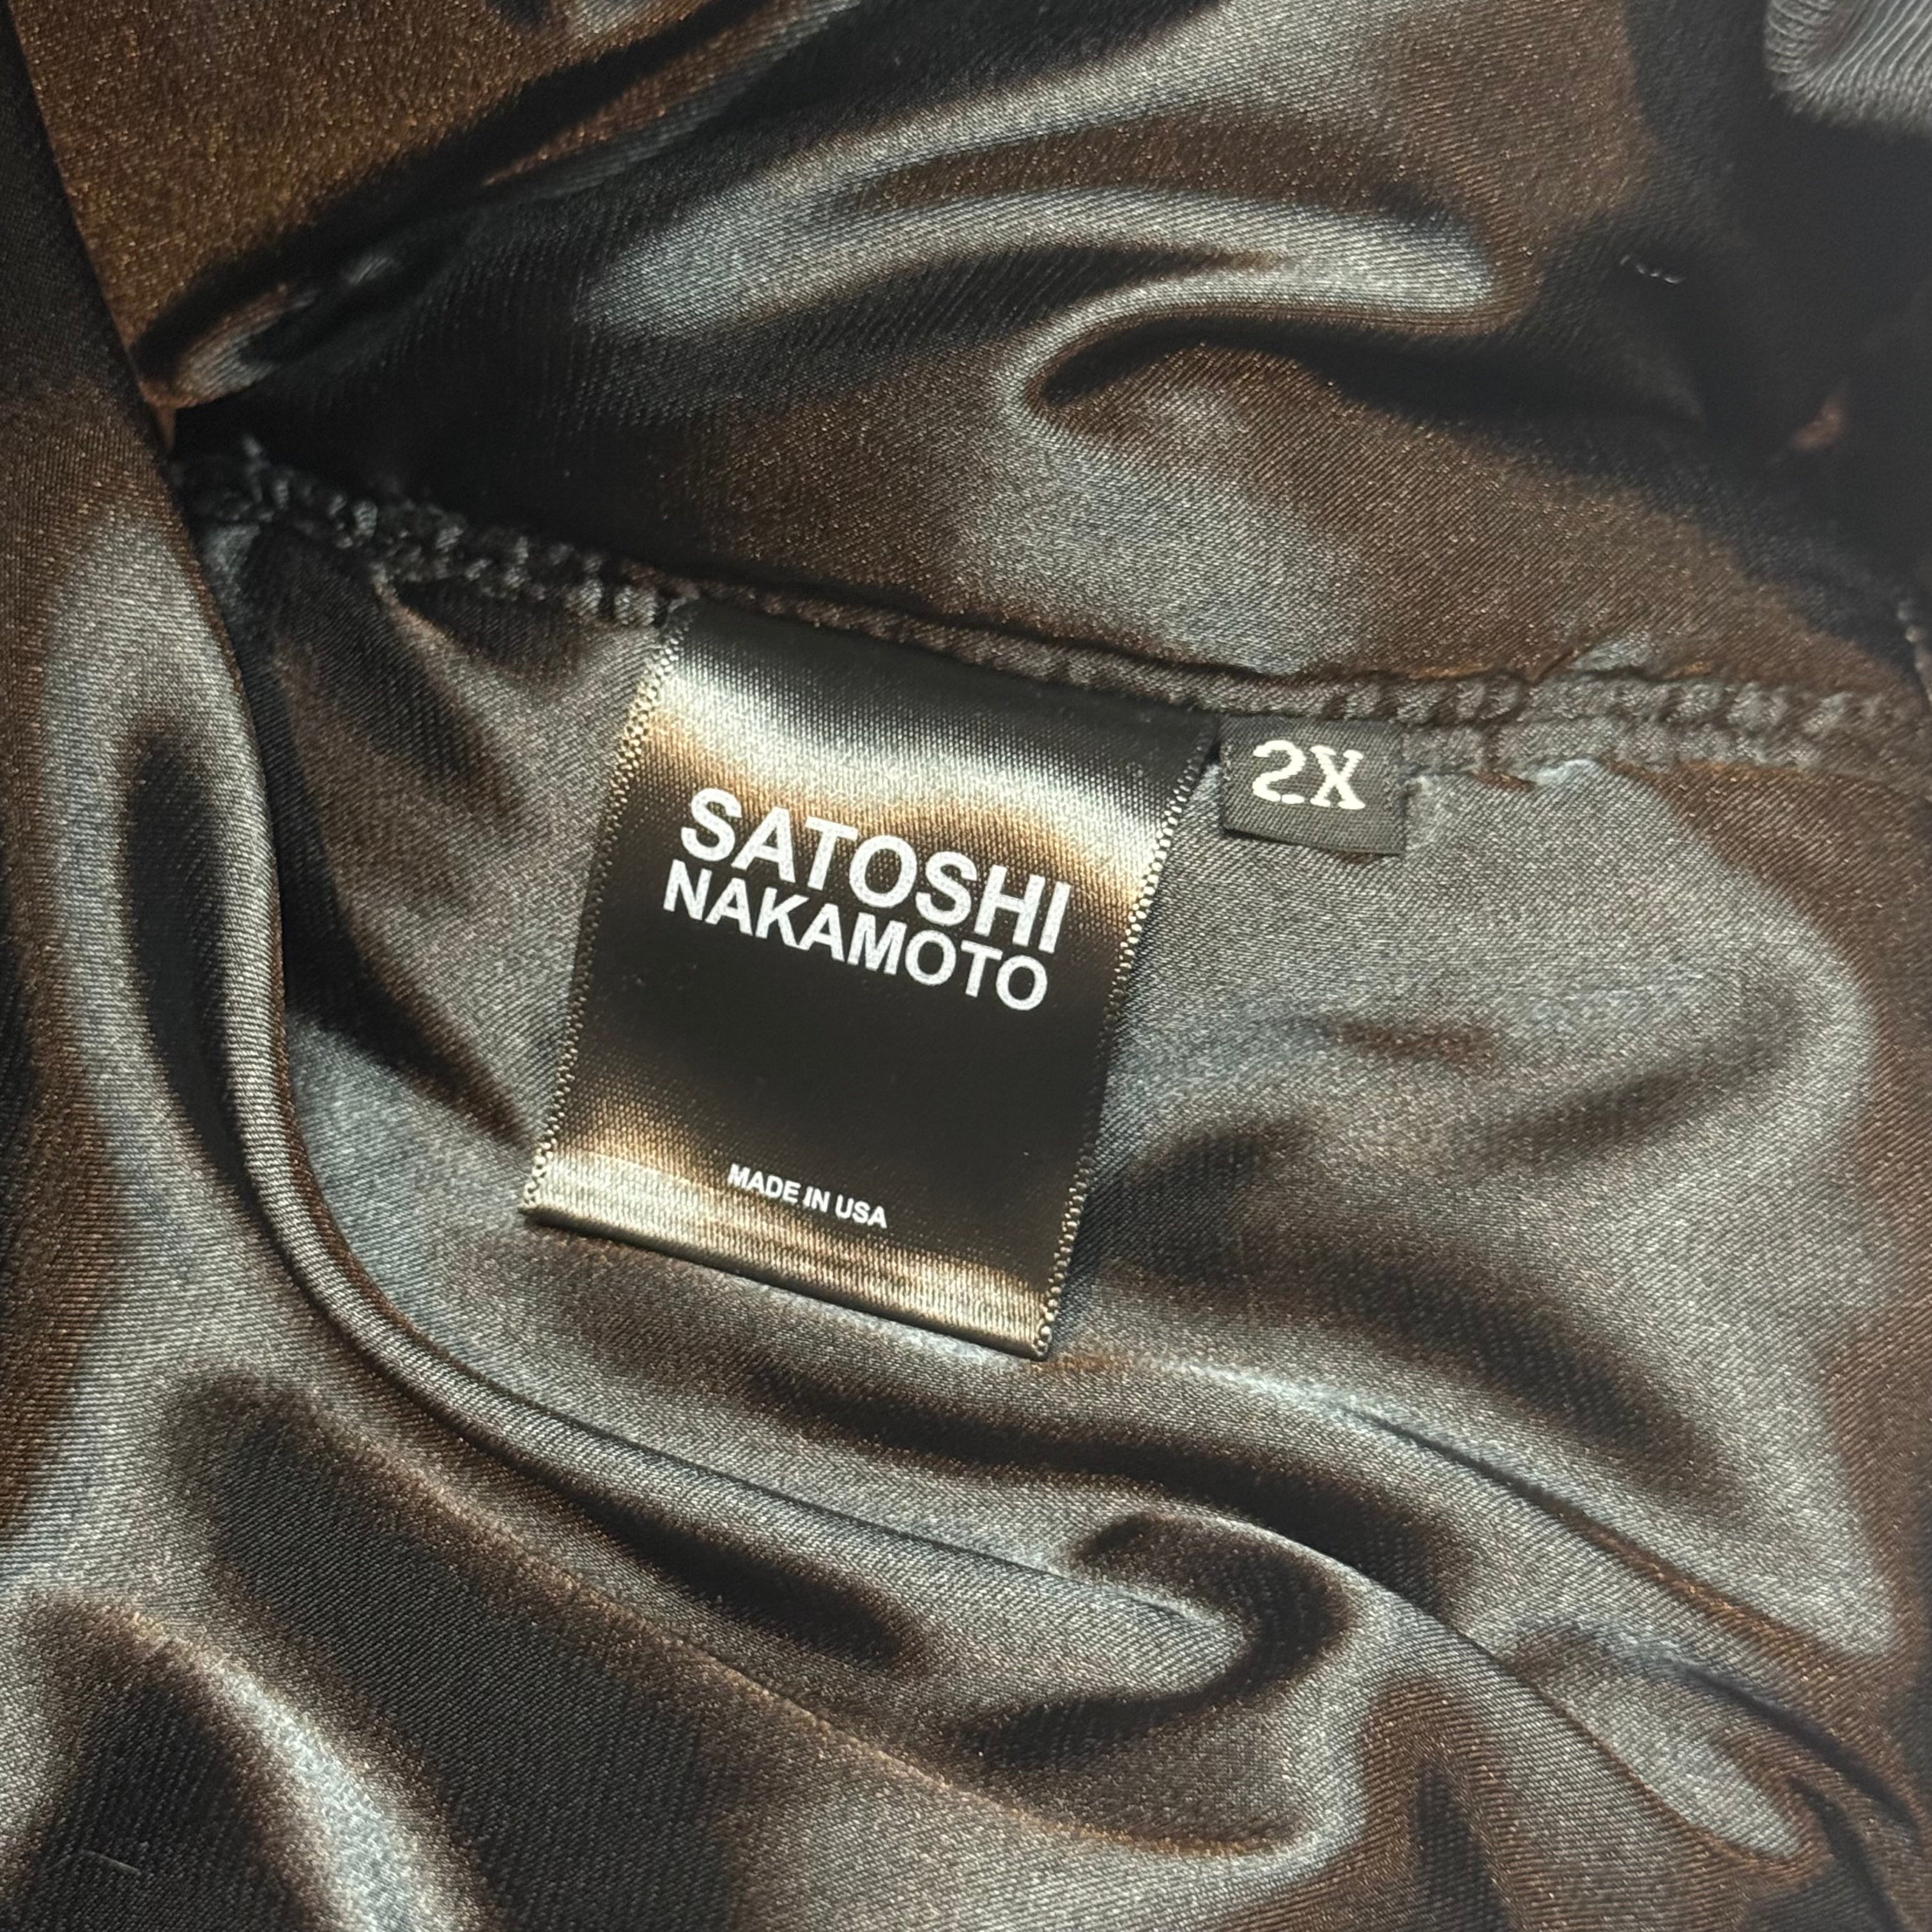 SATOSHI
NAKAMOTO
MADE IN USA
2X